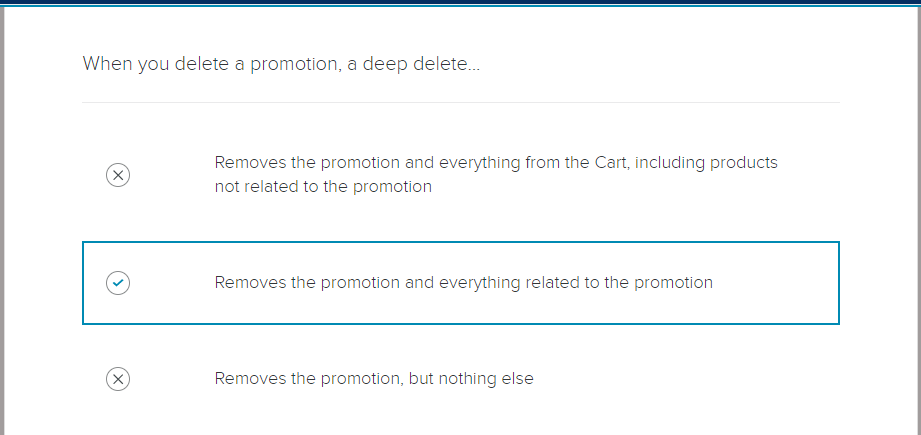 When you delete a promotion, a deep delete...
Removes the promotion and everything from the Cart, including products
not related to the promotion
Removes the promotion and everything related to the promotion
Removes the promotion, but nothing else